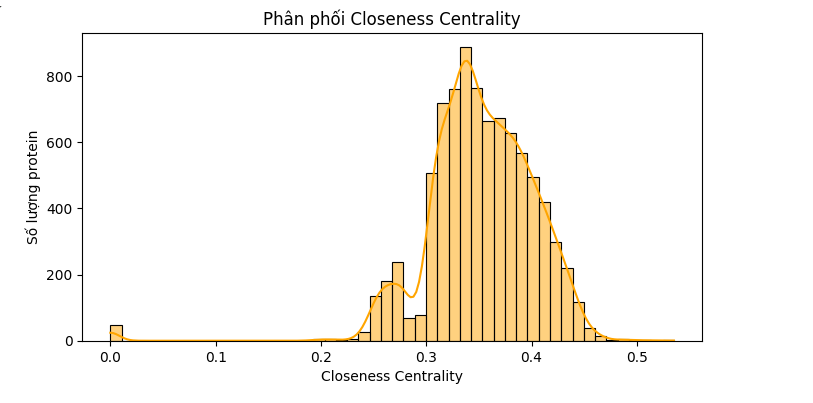 Phân phối Closeness Centrality
Số lượng protein
800
600
400
200
0
0.0 0.1 0.2 0.3 0.4 0.5
Closeness Centrality